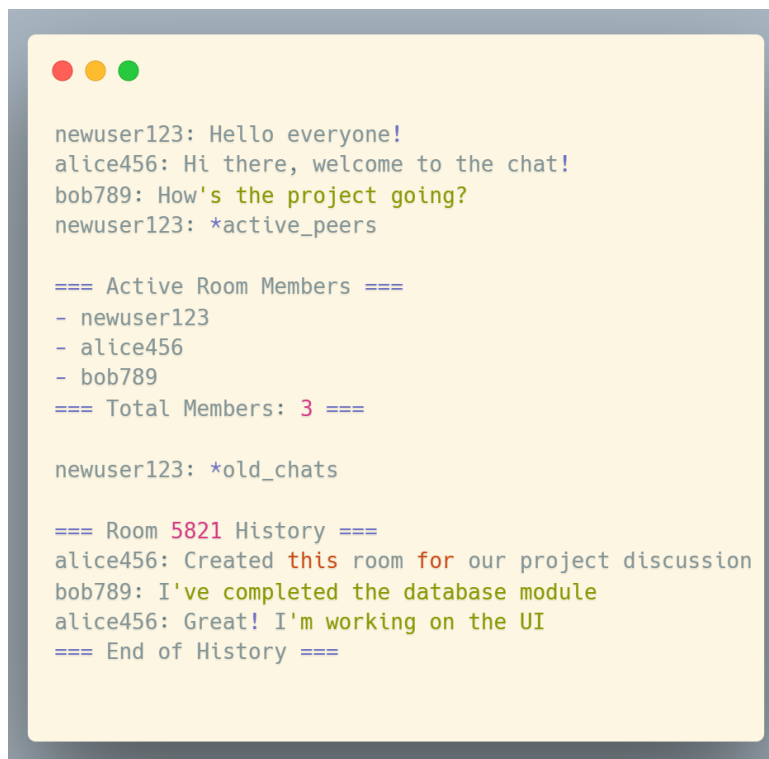 newuser123: Hello everyone!
alice456: Hi there, welcome to the chat!
bob789: How's the project going?
newuser123: *active_peers
=== Active Room Members ===
- newuser123
- alice456
- bob789
=== Total Members: 3 ===
newuser123: *old_chats
=== Room 5821 History ===
alice456: Created this room for our project discussion
bob789: I've completed the database module
alice456: Great! I'm working on the UI
=== End of History ===